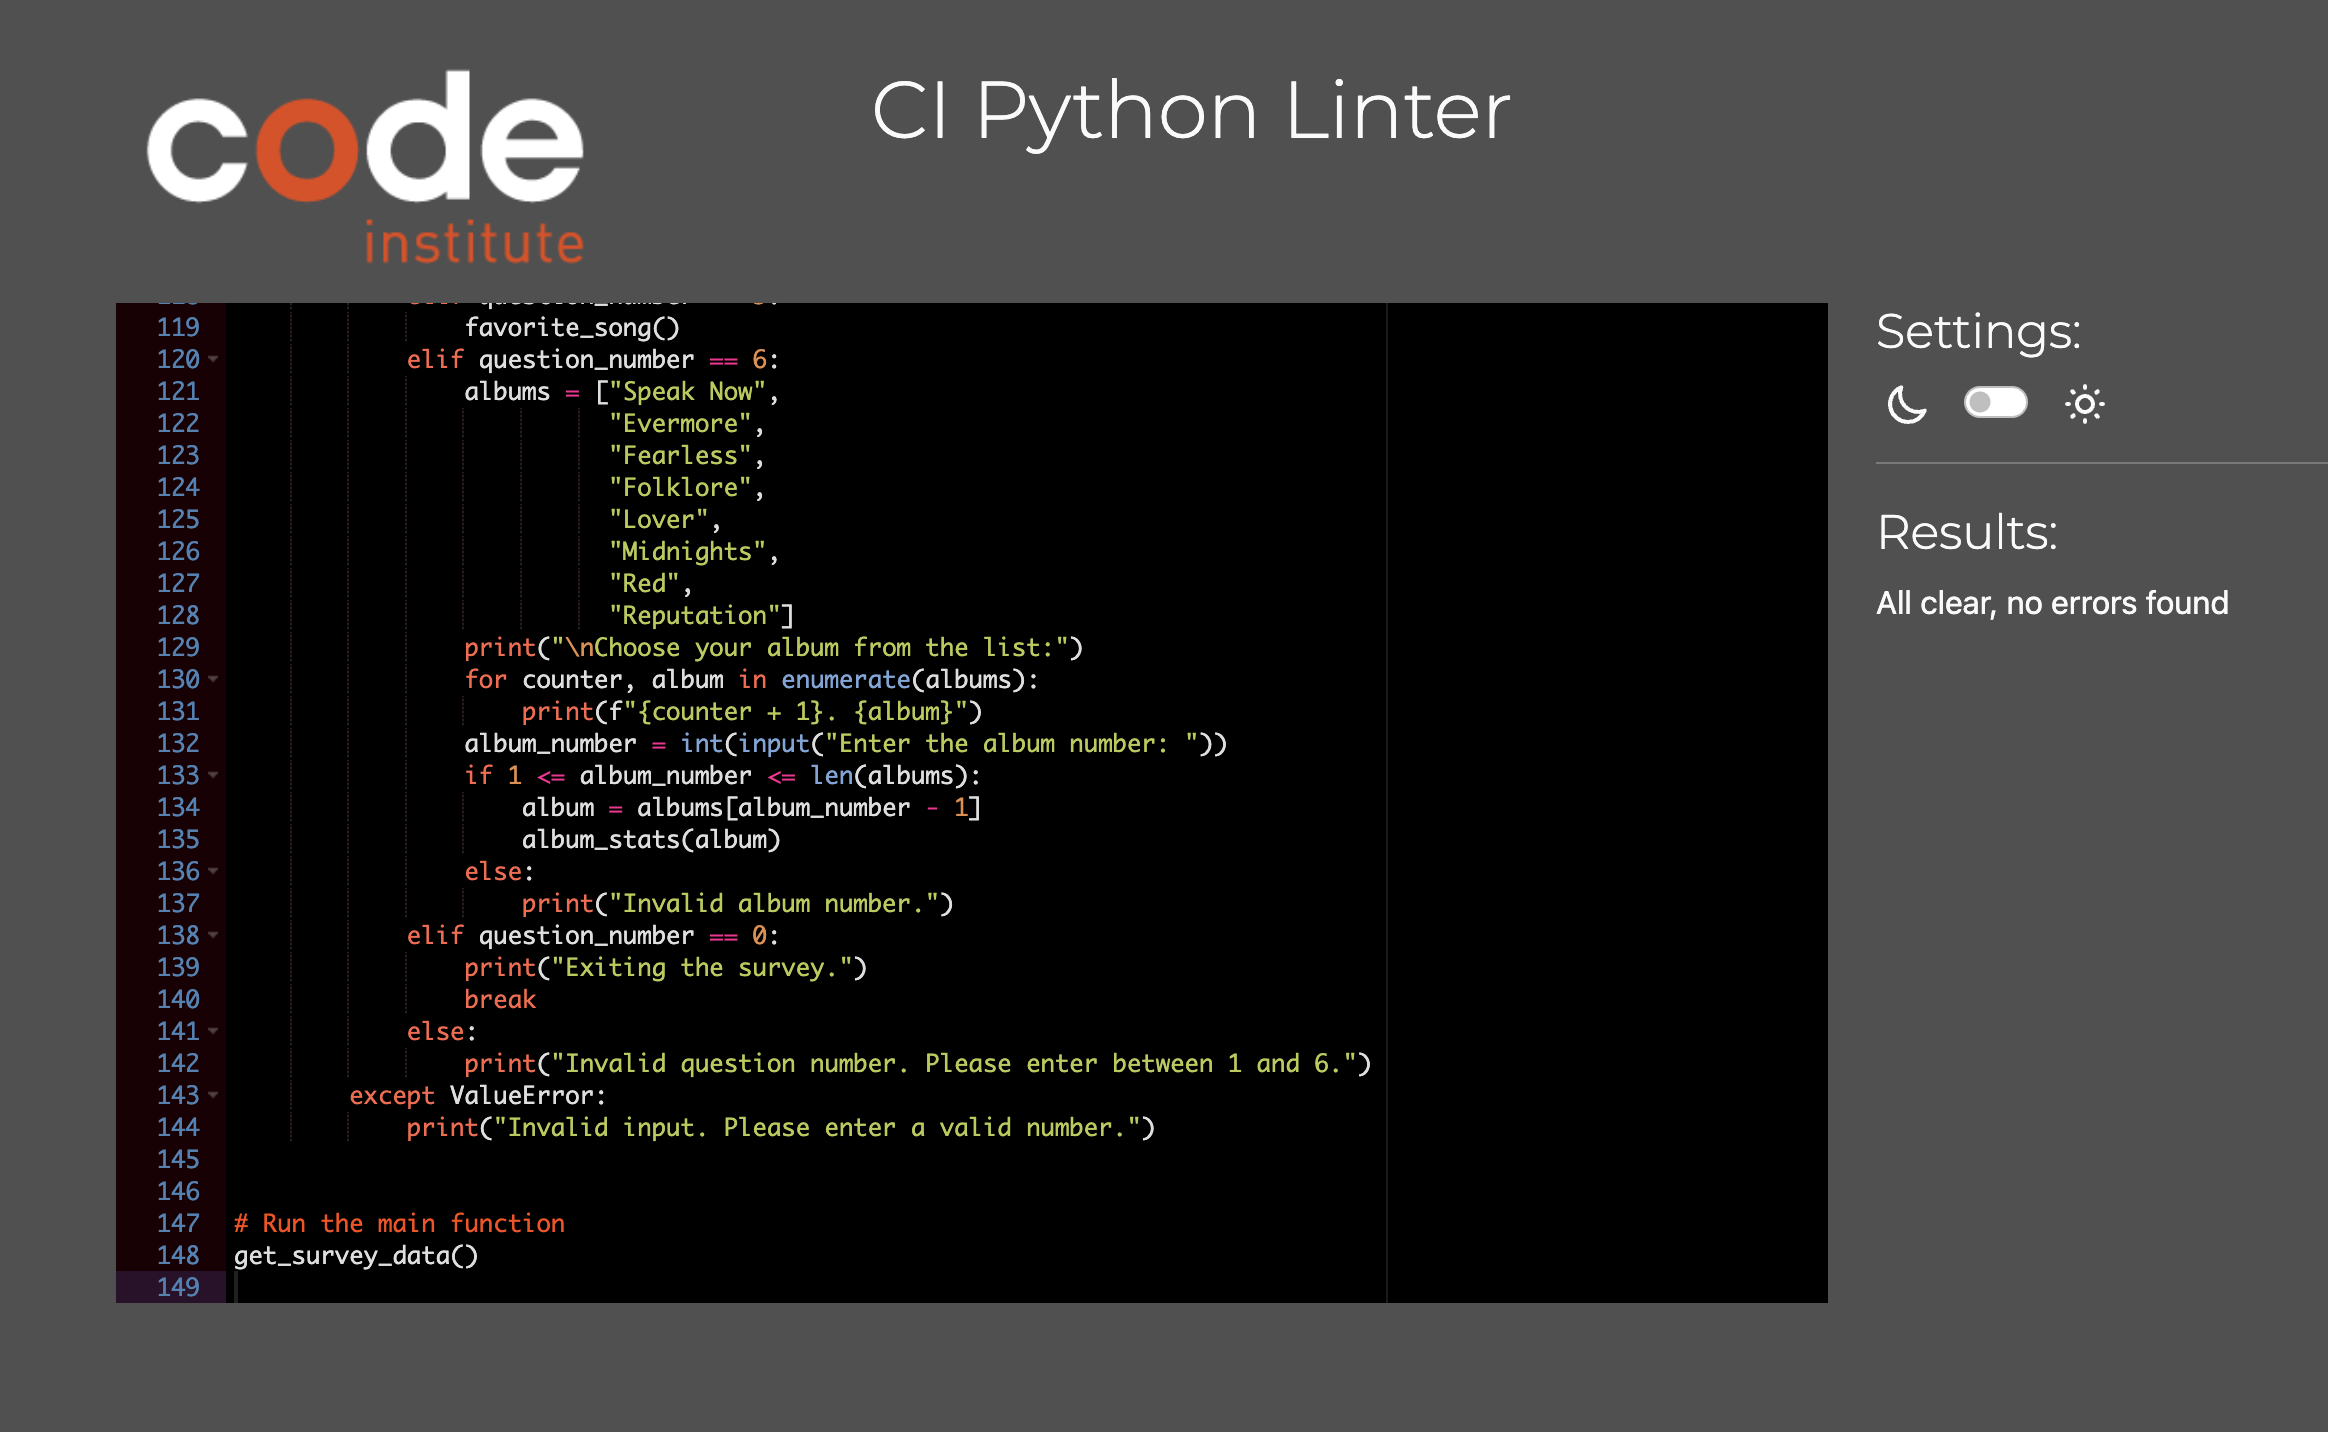 code
institute
CI Python Linter
119 favorite_song()
120 elif question_number == 6:
121 albums = ["Speak Now",
122 "Evermore",
123 "Fearless",
124 "Folklore",
125 "Lover",
126 "Midnights",
127 "Red",
128 "Reputation"]
129 print("\nChoose your album from the list:")
130 for counter, album in enumerate(albums):
131 print(f"{counter + 1}. {album}")
132 album_number = int(input("Enter the album number: "))
133 if 1 <= album_number <= len(albums):
134 album = albums[album_number - 1]
135 album_stats(album)
136 else:
137 print("Invalid album number.")
138 elif question_number == 0:
139 print("Exiting the survey.")
140 break
141 else:
142 print("Invalid question number. Please enter between 1 and 6.")
143 except ValueError:
144 print("Invalid input. Please enter a valid number.")
145
146
147 # Run the main function
148 get_survey_data()
149
Settings:
Results:
All clear, no errors found